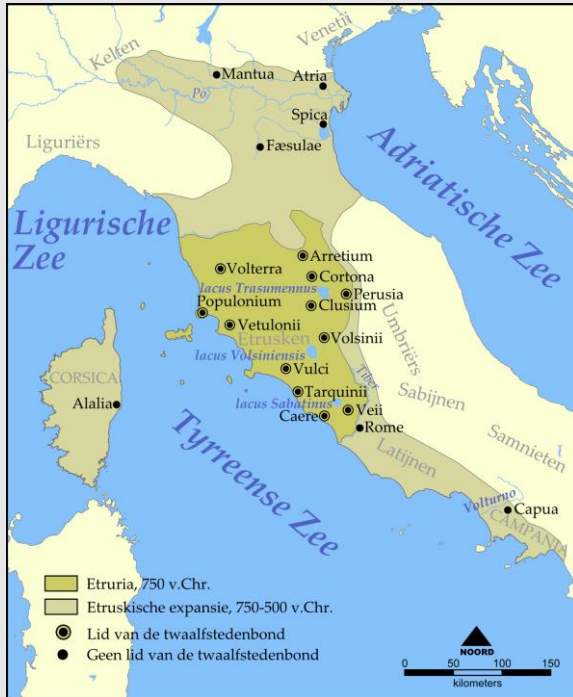 Kelten
Venetii
Mantua
Atria
Po
Spica
Liguriërs
Fæsulae
Adriatische Zee
Ligurische
Zee
Arretium
Volterra
Cortona
lacus Trasumennus
Perusia
Populonium
Clusium
Vetulonii
Umbriërs
Etrusken
Volsinii
lacus Volsiniensis
CORSICA
Vulci
Tiber
Alalia
Tarquinii
Sabijnen
lacus Sabatinus
Veii
Caere
Rome
Samnieten
Latijnen
Tyrreense Zee
Volturno
Capua
CAMPANIA
Etruria, 750 v.Chr.
Etruskische expansie, 750-500 v.Chr.
Lid van de twaalfstedenbond
Geen lid van de twaalfstedenbond
NOORD
0 50 100 150
kilometers